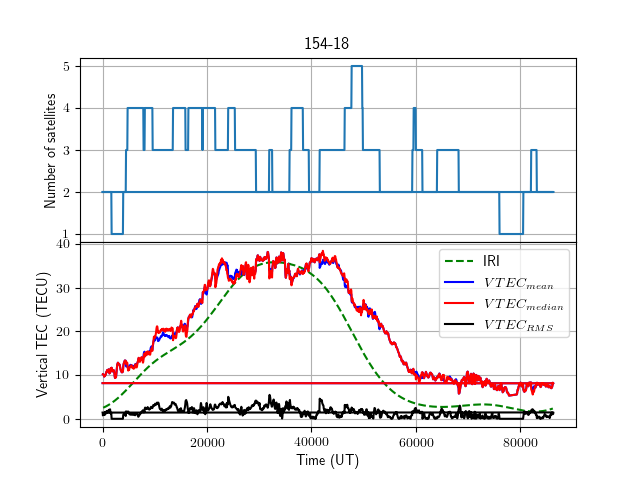 154-18
Number of satellites
5
4
3
2
1
Vertical TEC (TECU)
40
30
20
10
0
IRI
VTEC_mean
VTEC_median
VTEC_RMS
0 20000 40000 60000 80000
Time (UT)